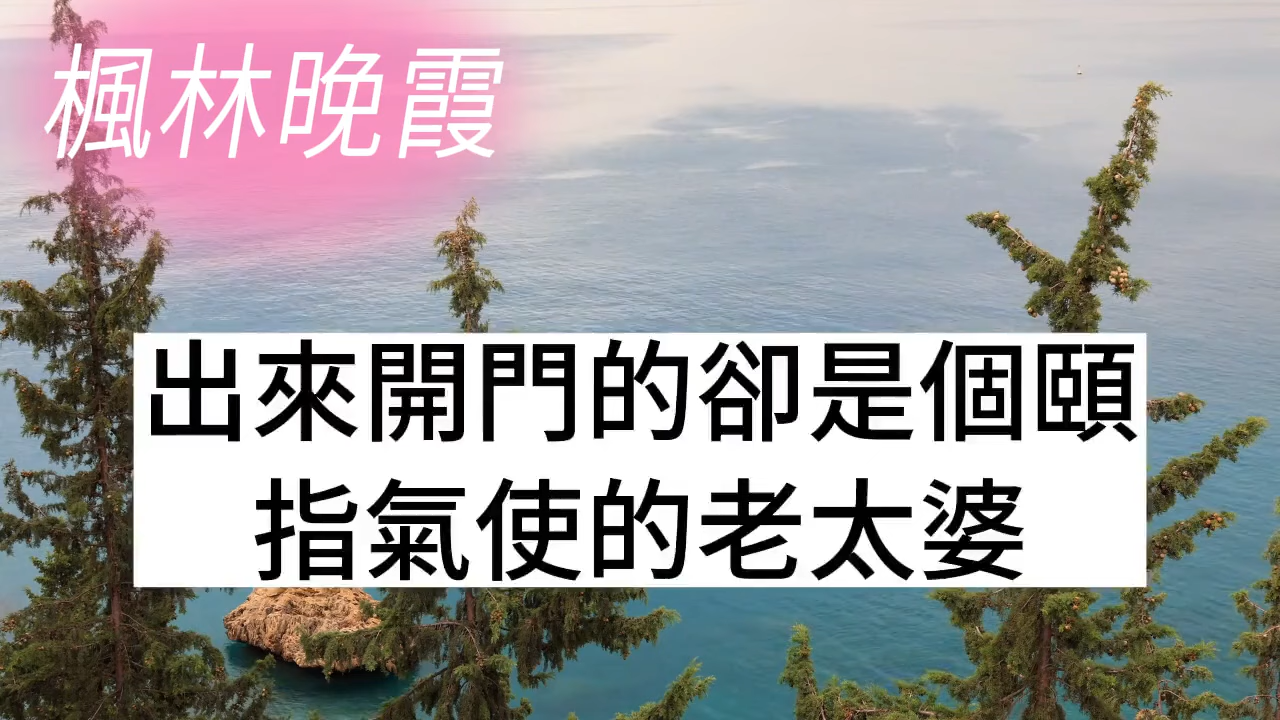 楓林晚霞
出來開門的卻是個頤
指氣使的老太婆